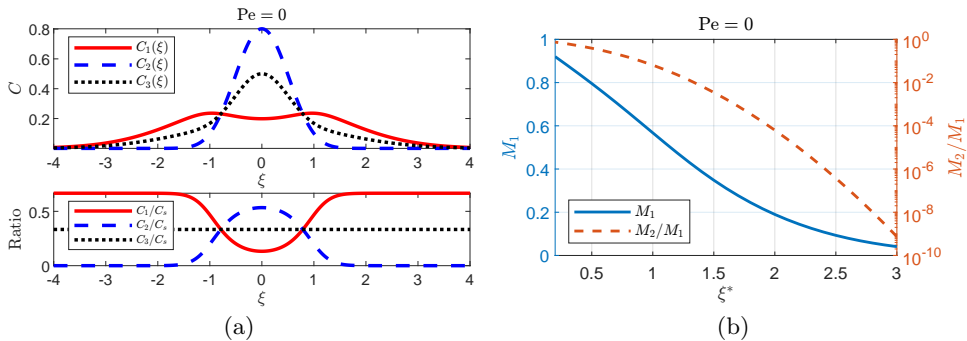 Pe = 0
0.8
0.6
0.4
0.2
C
C₁(ξ)
C₂(ξ)
C₃(ξ)
-4 -3 -2 -1 0 1 2 3 4
ξ
0.5
0
Ratio
C₁/Cₛ
C₂/Cₛ
C₃/Cₛ
-4 -3 -2 -1 0 1 2 3 4
ξ
(a)
Pe = 0
1
0.8
0.6
0.4
0.2
0
M₁
M₁
M₂/M₁
10⁰
10⁻²
10⁻⁴
10⁻⁶
10⁻⁸
10⁻¹⁰
M₂/M₁
0.5 1 1.5 2 2.5 3
ξ*
(b)